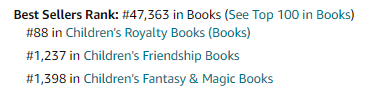 Best Sellers Rank: #47,363 in Books (See Top 100 in Books)
#88 in Children's Royalty Books (Books)
#1,237 in Children's Friendship Books
#1,398 in Children's Fantasy & Magic Books